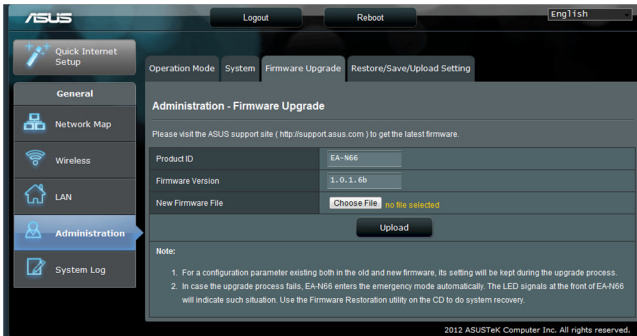 ASUS
Logout
Reboot
English
Quick Internet
Setup
General
Network Map
Wireless
LAN
Administration
System Log
Operation Mode System Firmware Upgrade Restore/Save/Upload Setting
Administration - Firmware Upgrade
Please visit the ASUS support site ( http://support.asus.com ) to get the latest firmware.
Product ID EA-N66
Firmware Version 1.0.1.6b
New Firmware File Choose File no file selected
Upload
Note:
1. For a configuration parameter existing both in the old and new firmware, its setting will be kept during the upgrade process.
2. In case the upgrade process fails, EA-N66 enters the emergency mode automatically. The LED signals at the front of EA-N66
will indicate such situation. Use the Firmware Restoration utility on the CD to do system recovery.
2012 ASUSTeK Computer Inc. All rights reserved.